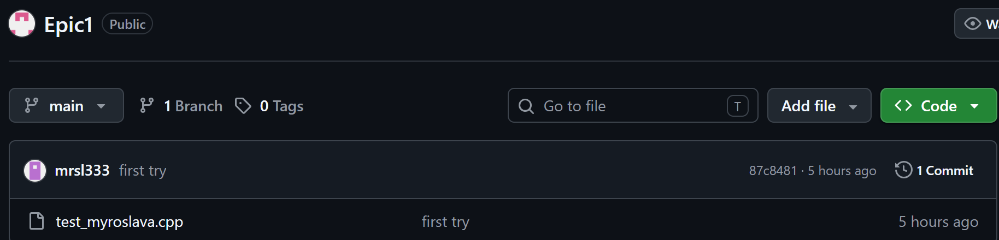 Epic1 Public
main 1 Branch 0 Tags Go to file T Add file Code
mrsl333 first try 87c8481 · 5 hours ago 1 Commit
test_myroslava.cpp first try 5 hours ago